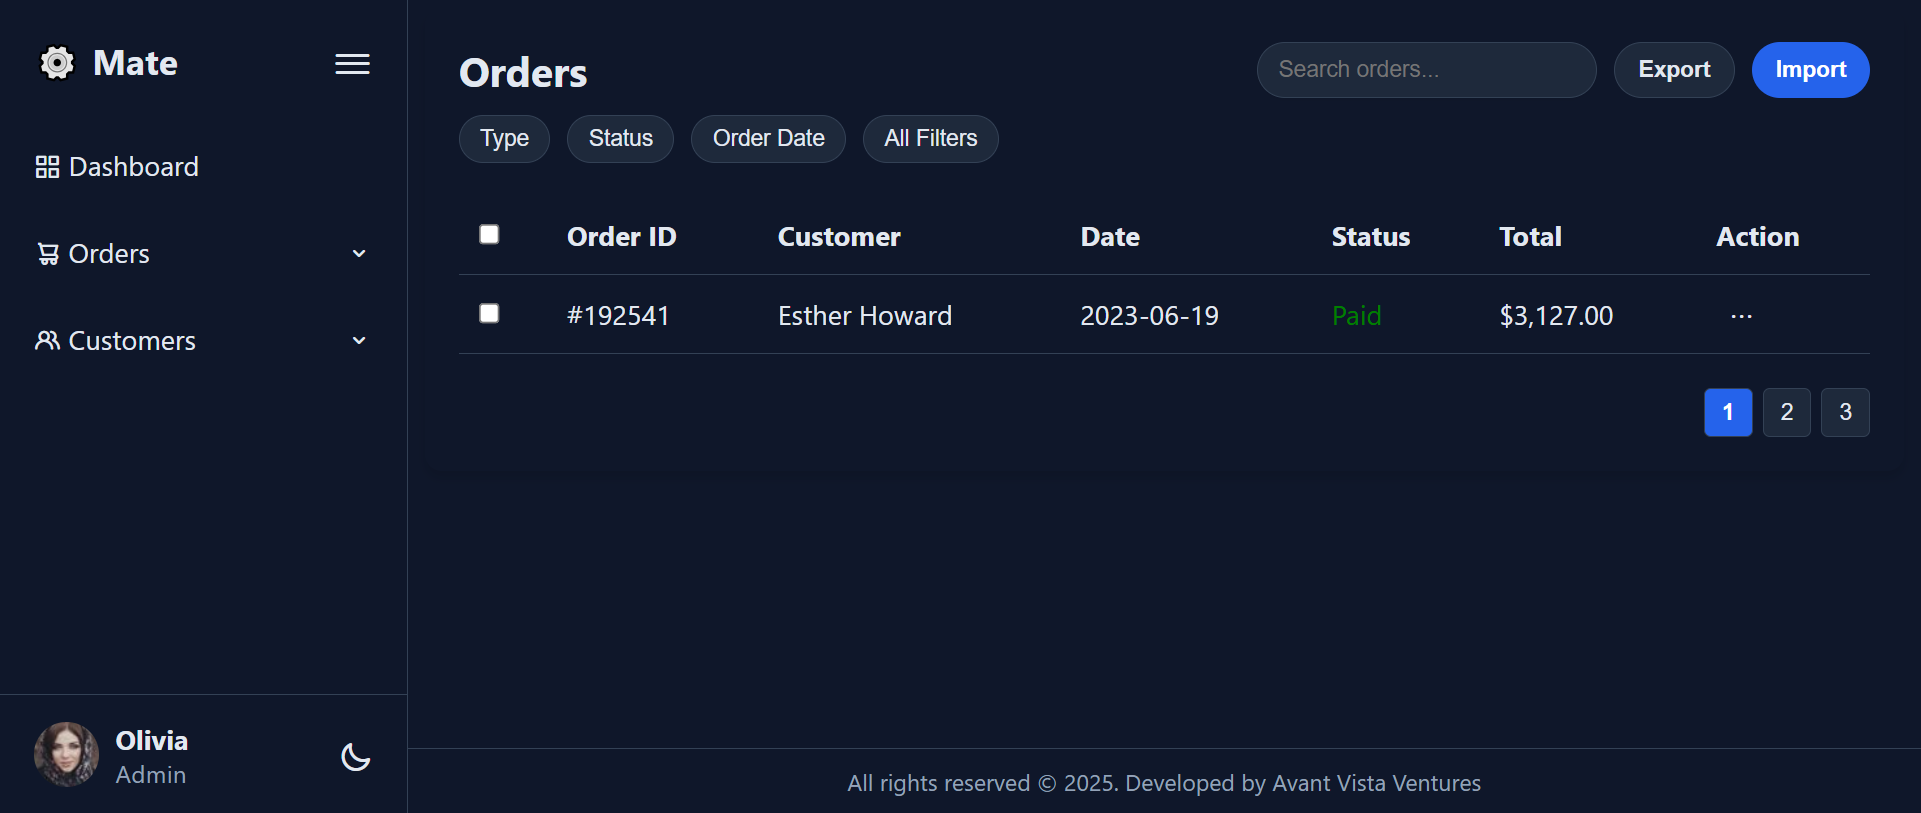 Mate
Dashboard
Orders
Customers
Olivia
Admin
Orders
Search orders...
Export
Import
Type Status Order Date All Filters
Order ID Customer Date Status Total Action
#192541 Esther Howard 2023-06-19 Paid $3,127.00 ...
1 2 3
All rights reserved © 2025. Developed by Avant Vista Ventures